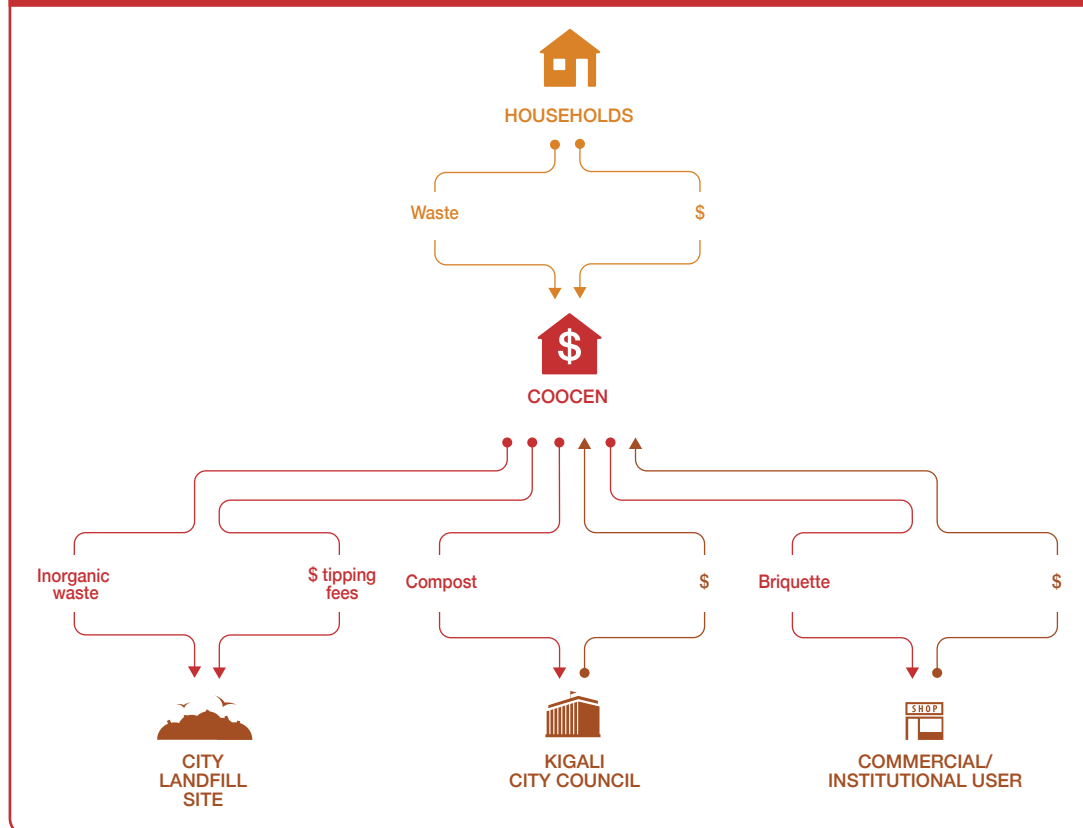 HOUSEHOLDS
Waste
$
$
COOCEN
Inorganic
waste
$ tipping
fees
Compost
$
Briquette
$
SHOP
CITY
LANDFILL
SITE
KIGALI
CITY COUNCIL
COMMERCIAL/
INSTITUTIONAL USER